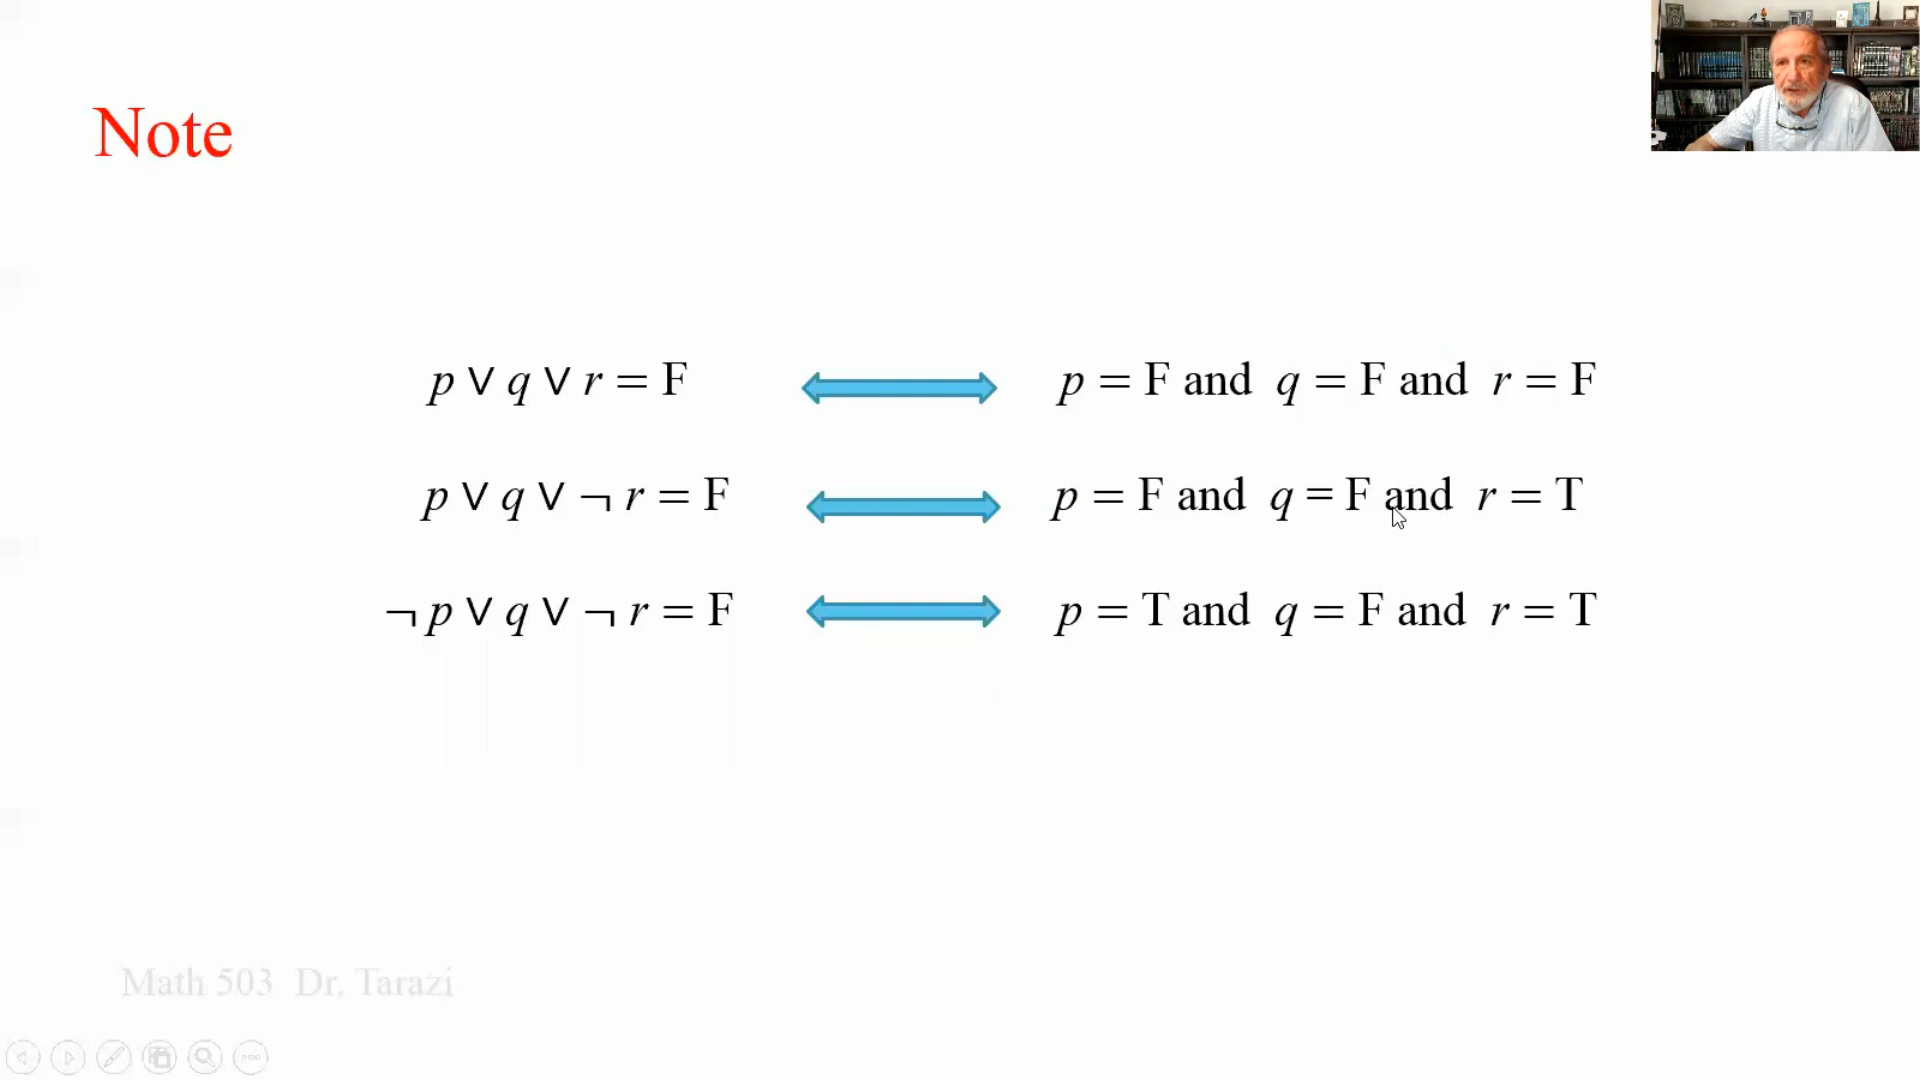 Note
p ∨ q ∨ r = F p = F and q = F and r = F
p ∨ q ∨ ¬ r = F p = F and q = F and r = T
¬ p ∨ q ∨ ¬ r = F p = T and q = F and r = T
Math 503 Dr. Tarazi